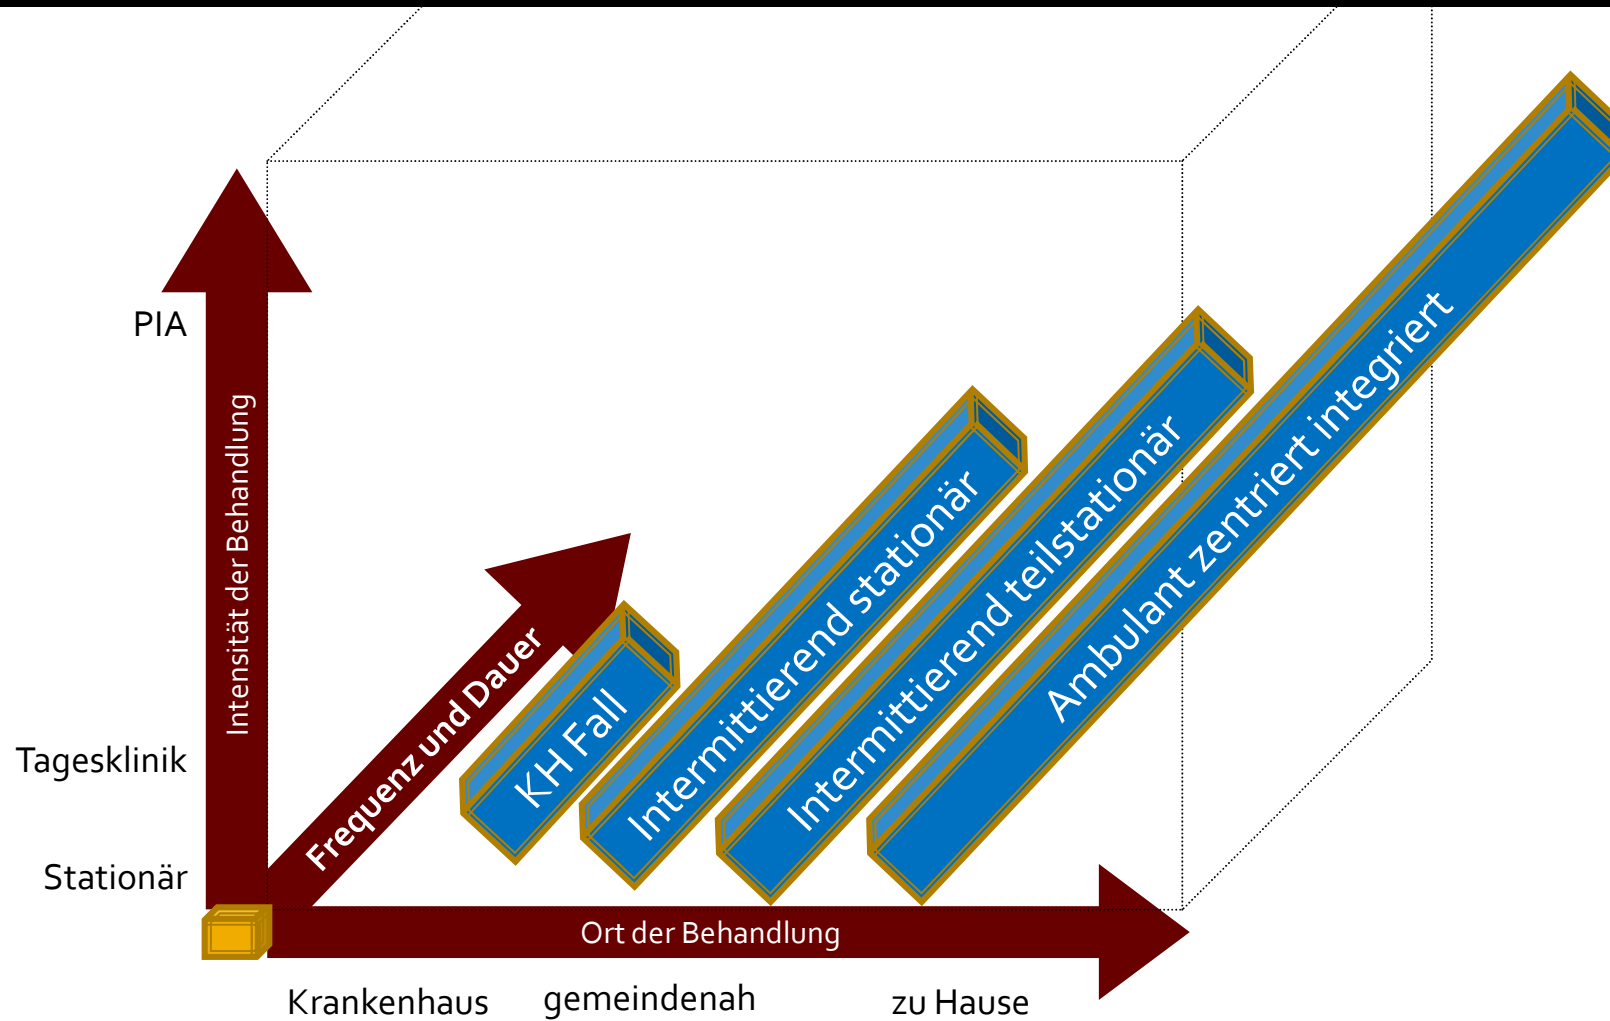 PIA
Intensität der Behandlung
Tagesklinik
Stationär
Frequenz und Dauer
KH Fall
Intermittierend stationär
Intermittierend teilstationär
Ambulant zentriert integriert
Ort der Behandlung
Krankenhaus
gemeindenah
zu Hause